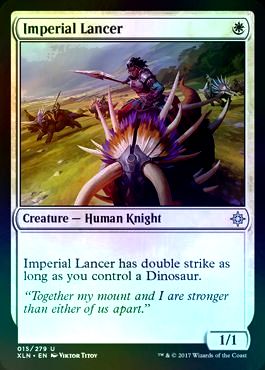 Imperial Lancer
Creature — Human Knight
Imperial Lancer has double strike as
long as you control a Dinosaur.
“Together my mount and I are stronger
than either of us apart.”
1/1
015/279 U
XLN • EN Viktor Titov
™ & © 2017 Wizards of the Coast